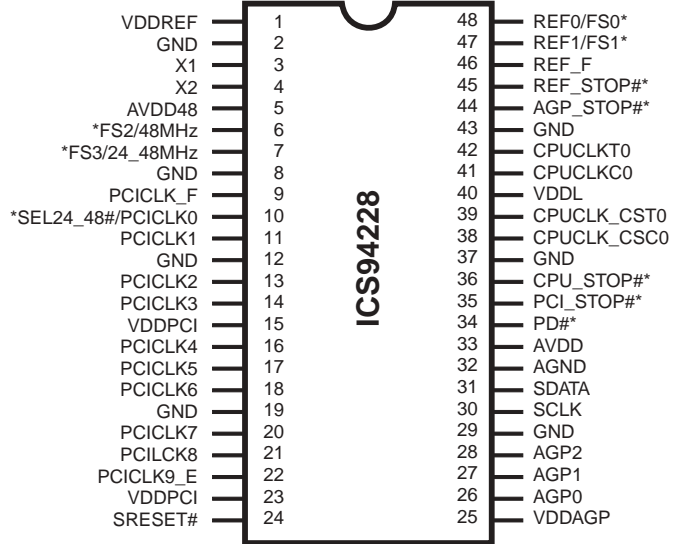 VDDREF 1 48 REF0/FS0*
GND 2 47 REF1/FS1*
X1 3 46 REF_F
X2 4 45 REF_STOP#*
AVDD48 5 44 AGP_STOP#*
*FS2/48MHz 6 43 GND
*FS3/24_48MHz 7 42 CPUCLKT0
GND 8 41 CPUCLKC0
PCICLK_F 9 40 VDDL
*SEL24_48#/PCICLK0 10 39 CPUCLK_CST0
PCICLK1 11 38 CPUCLK_CSC0
GND 12 37 GND
PCICLK2 13 36 CPU_STOP#*
PCICLK3 14 35 PCI_STOP#*
VDDPCI 15 34 PD#*
PCICLK4 16 33 AVDD
PCICLK5 17 32 AGND
PCICLK6 18 31 SDATA
GND 19 30 SCLK
PCICLK7 20 29 GND
PCILCK8 21 28 AGP2
PCICLK9_E 22 27 AGP1
VDDPCI 23 26 AGP0
SRESET# 24 25 VDDAGP
ICS94228